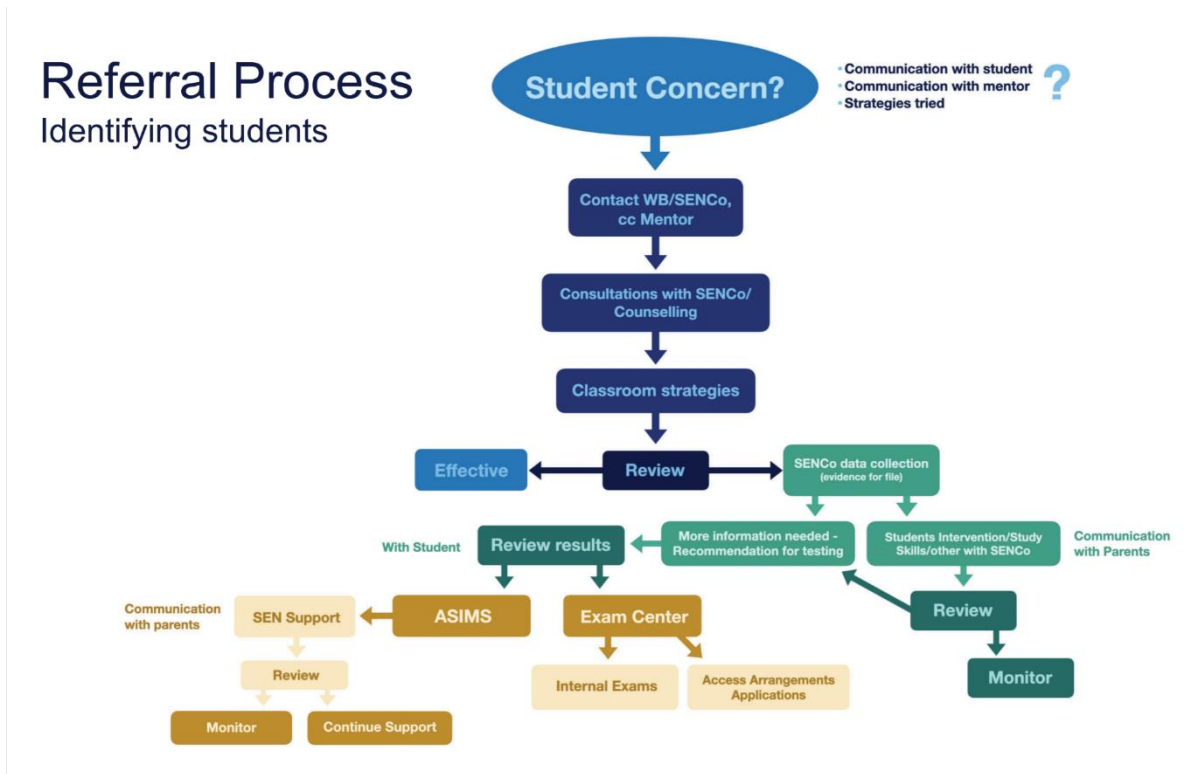 Referral Process
Identifying students
Student Concern?
• Communication with student
• Communication with mentor
• Strategies tried
?
Contact WB/SENCo,
cc Mentor
Consultations with SENCo/
Counselling
Classroom strategies
Effective
Review
SENCo data collection
(evidence for file)
With Student
Review results
More information needed -
Recommendation for testing
Students Intervention/Study
Skills/other with SENCo
Communication
with Parents
Communication
with parents
SEN Support
ASIMS
Exam Center
Review
Review
Internal Exams
Access Arrangements
Applications
Monitor
Monitor
Continue Support